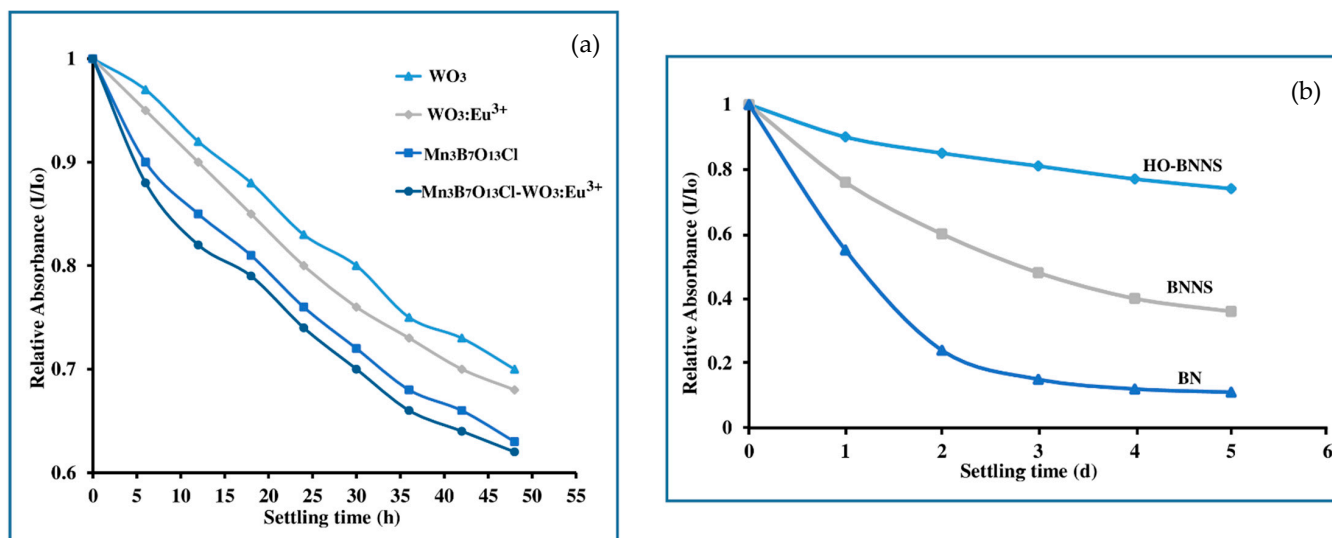 (a)
1
0.9
0.8
0.7
0.6
Relative Absorbance (I/Io)
WO3
WO3:Eu3+
Mn3B7O13Cl
Mn3B7O13Cl-WO3:Eu3+
0 5 10 15 20 25 30 35 40 45 50 55
Settling time (h)
(b)
1
0.8
0.6
0.4
0.2
0
Relative Absorbance (I/Io)
HO-BNNS
BNNS
BN
0 1 2 3 4 5 6
Settling time (d)